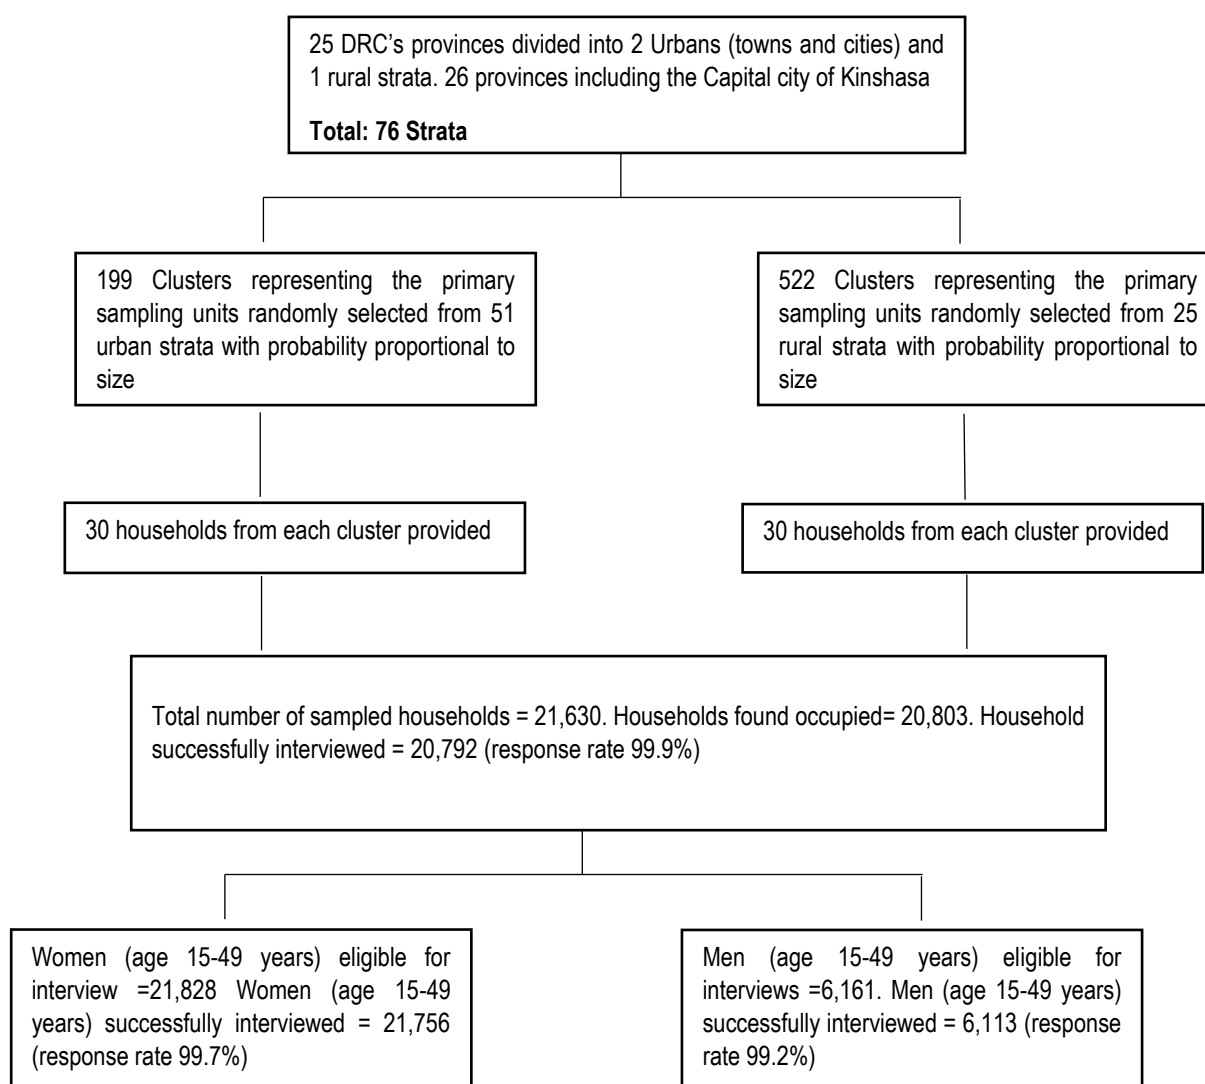 25 DRC's provinces divided into 2 Urbans (towns and cities) and
1 rural strata. 26 provinces including the Capital city of Kinshasa
Total: 76 Strata
199 Clusters representing the primary
sampling units randomly selected from 51
urban strata with probability proportional to
size
522 Clusters representing the primary
sampling units randomly selected from 25
rural strata with probability proportional to
size
30 households from each cluster provided
30 households from each cluster provided
Total number of sampled households = 21,630. Households found occupied= 20,803. Household
successfully interviewed = 20,792 (response rate 99.9%)
Women (age 15-49 years) eligible for
interview =21,828 Women (age 15-49
years) successfully interviewed = 21,756
(response rate 99.7%)
Men (age 15-49 years) eligible for
interviews =6,161. Men (age 15-49 years)
successfully interviewed = 6,113 (response
rate 99.2%)